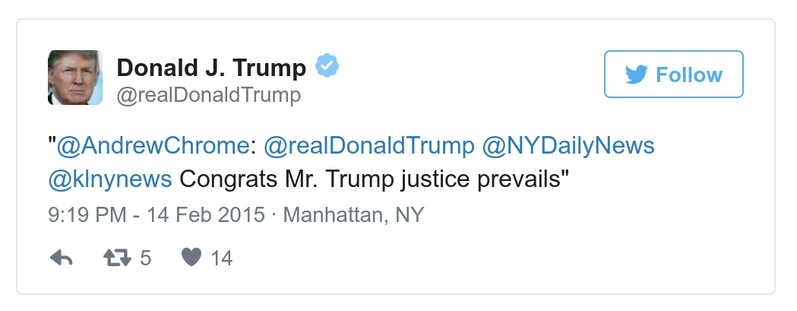 Donald J. Trump
@realDonaldTrump
Follow
"@AndrewChrome: @realDonaldTrump @NYDailyNews
@klnynews Congrats Mr. Trump justice prevails"
9:19 PM - 14 Feb 2015 · Manhattan, NY
5 14